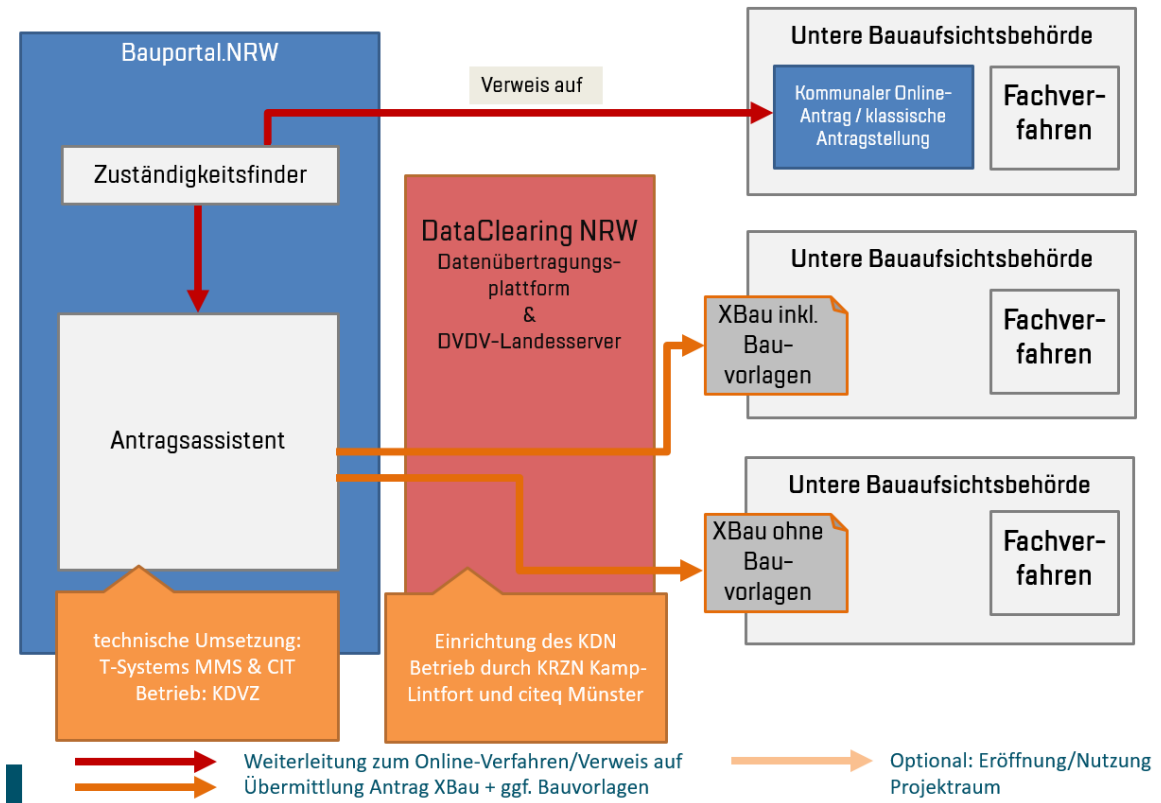 Bauportal.NRW
Zuständigkeitsfinder
Antragsassistent
technische Umsetzung:
T-Systems MMS & CIT
Betrieb: KDVZ
Verweis auf
DataClearing NRW
Datenübertragungs-
plattform
&
DVDV-Landesserver
Einrichtung des KDN
Betrieb durch KRZN Kamp-
Lintfort und citeq Münster
Untere Bauaufsichtsbehörde
Kommunaler Online-
Antrag / klassische
Antragstellung
Fachver-
fahren
Untere Bauaufsichtsbehörde
XBau inkl.
Bau-
vorlagen
Fachver-
fahren
Untere Bauaufsichtsbehörde
XBau ohne
Bau-
vorlagen
Fachver-
fahren
Weiterleitung zum Online-Verfahren/Verweis auf
Übermittlung Antrag XBau + ggf. Bauvorlagen
Optional: Eröffnung/Nutzung
Projektraum